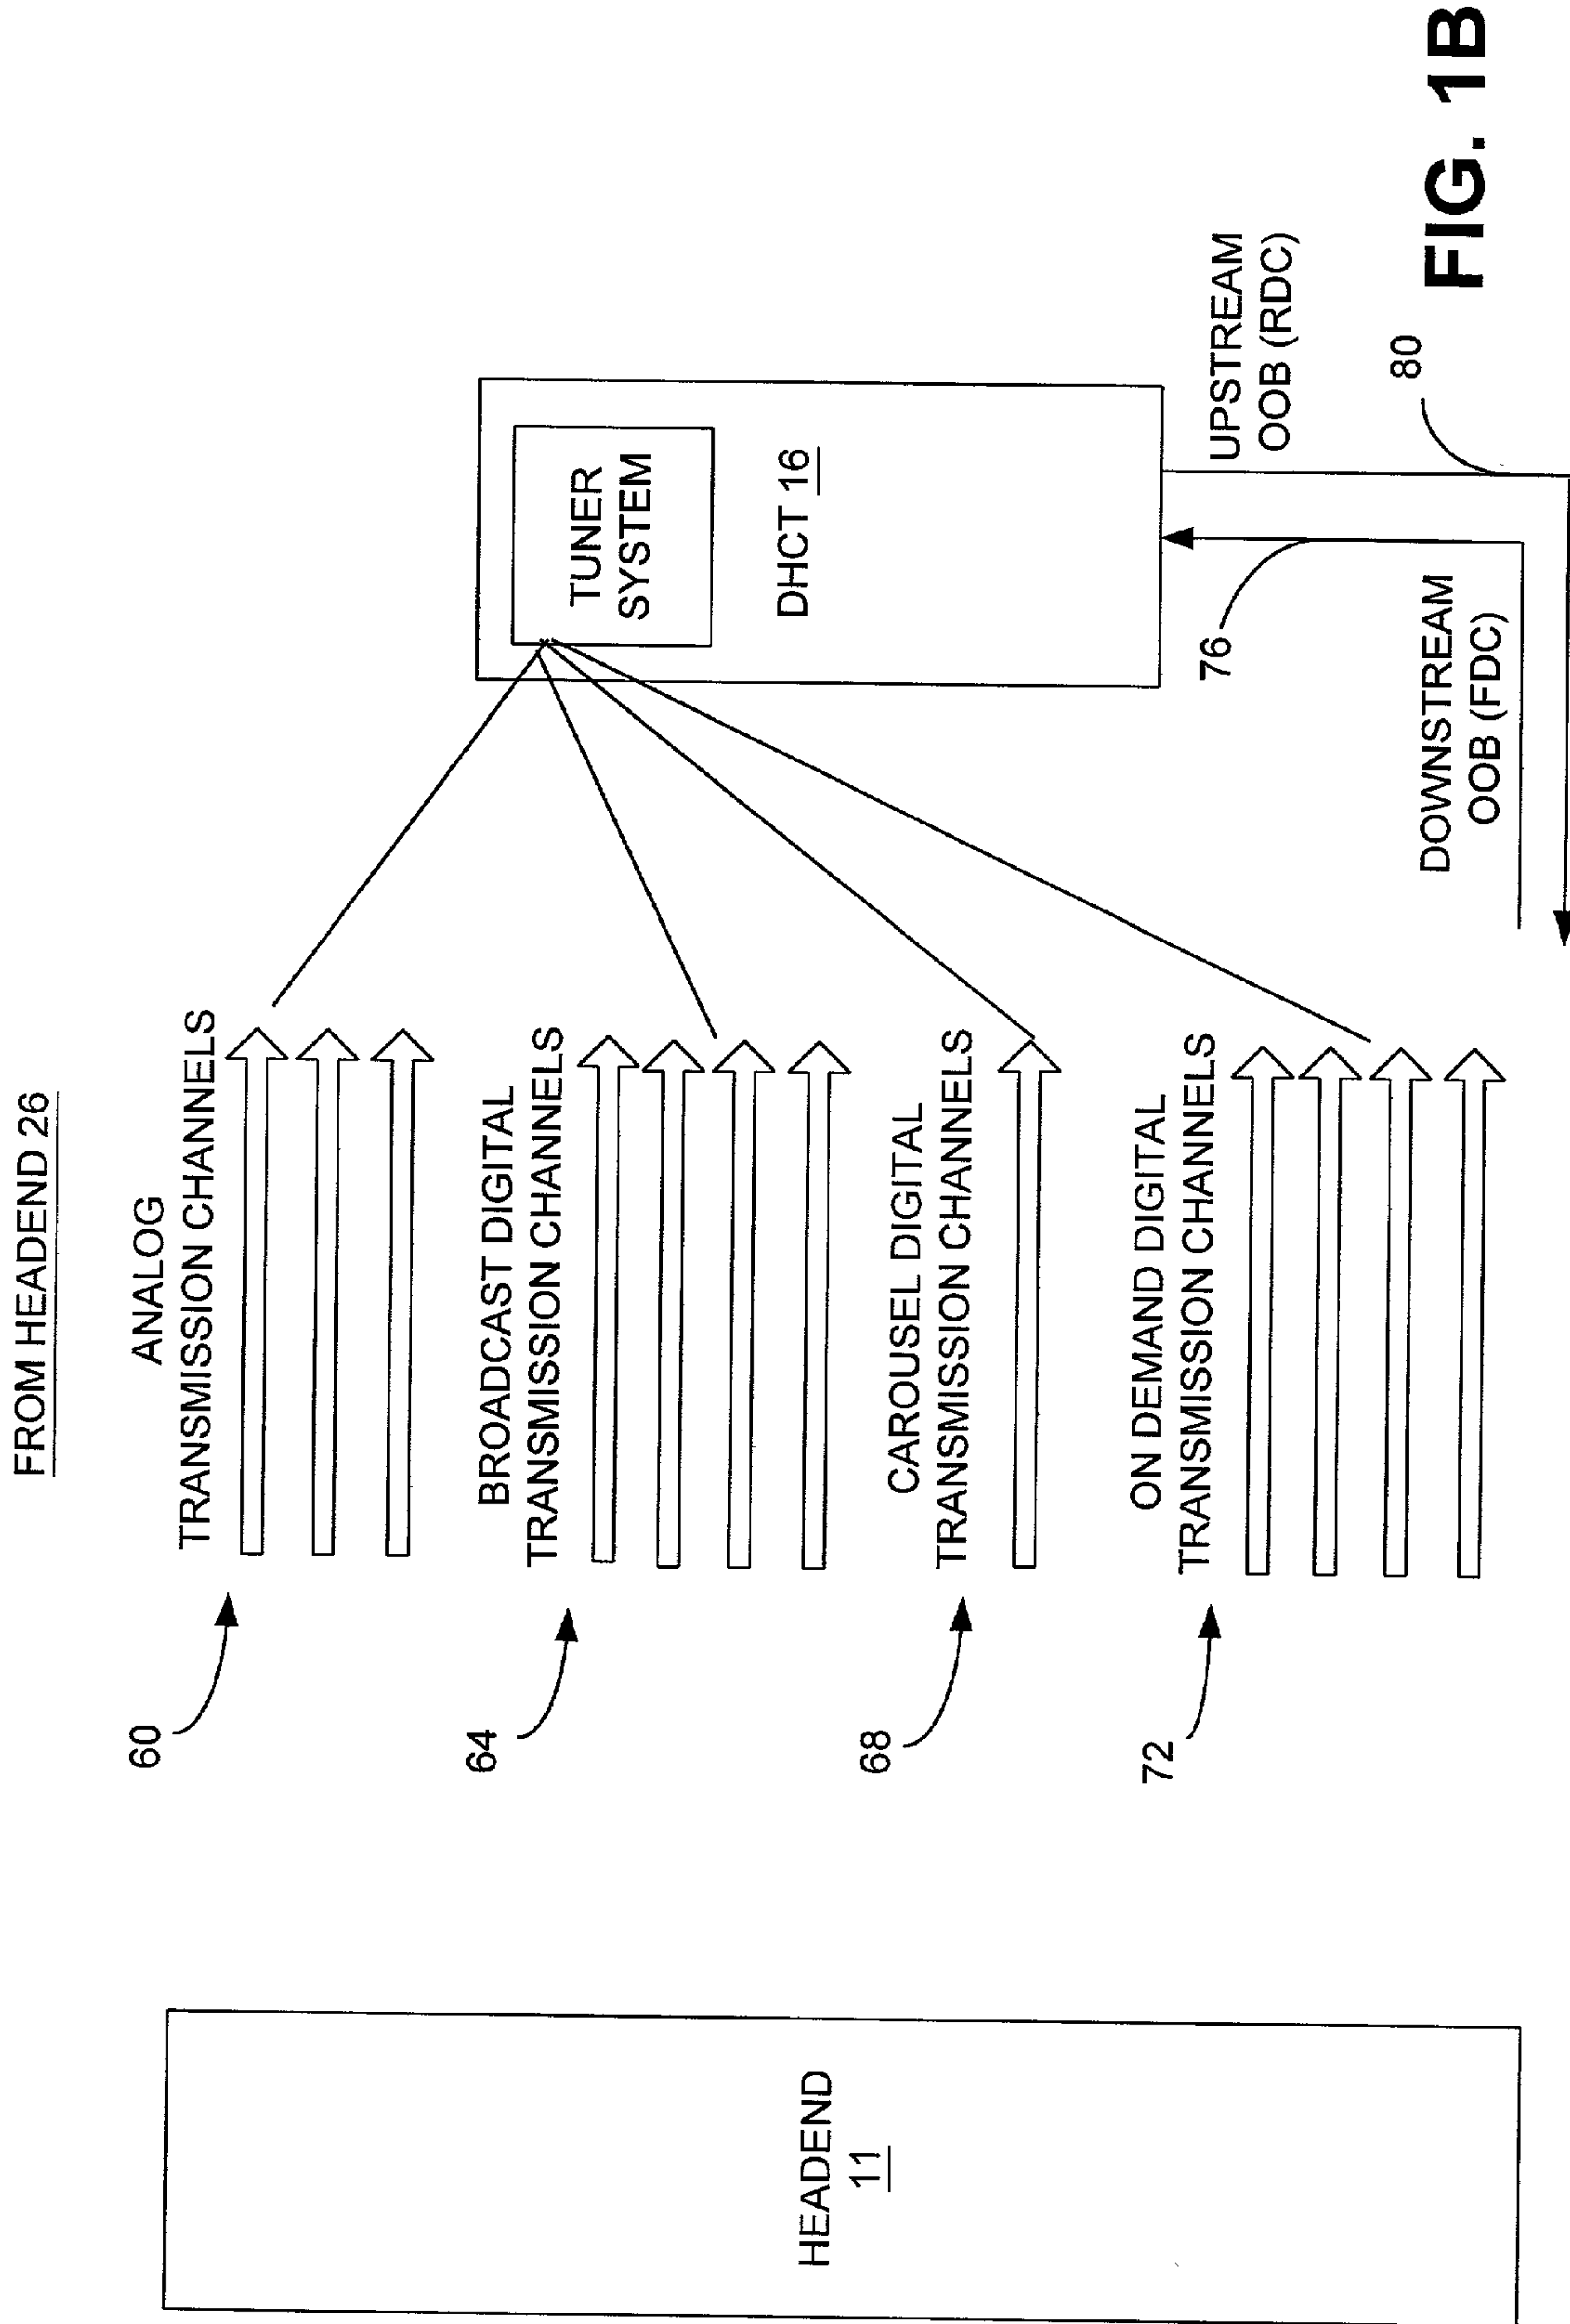 FROM HEADEND 26
60
ANALOG
TRANSMISSION CHANNELS
64
BROADCAST DIGITAL
TRANSMISSION CHANNELS
68
CAROUSEL DIGITAL
TRANSMISSION CHANNELS
72
ON DEMAND DIGITAL
TRANSMISSION CHANNELS
HEADEND
11
TUNER
SYSTEM
DHCT 16
76
DOWNSTREAM
OOB (FDC)
UPSTREAM
OOB (RDC)
80
FIG. 1B